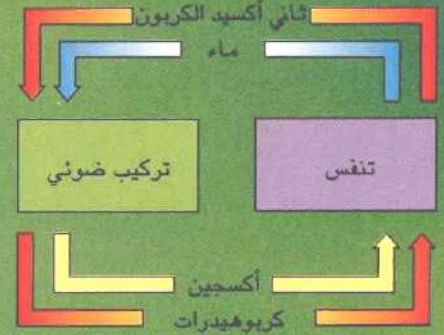 ثاني أكسيد الكربون
ماء
تنفس
تركيب ضوئي
أكسجين
كربوهيدرات